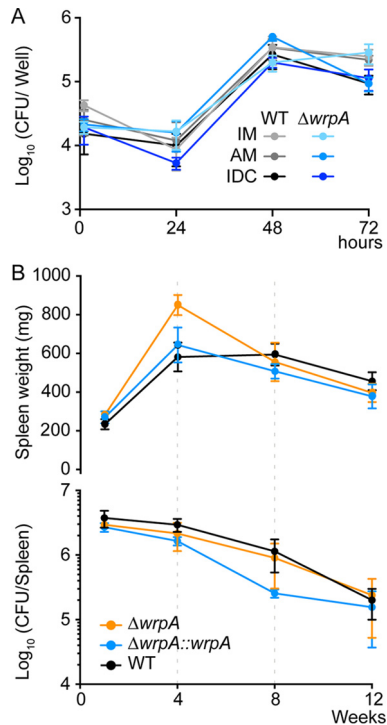 A
Log10 (CFU/ Well)
6
5
4
3
WT ΔwrpA
IM
AM
IDC
0 24 48 72
hours
B
Spleen weight (mg)
1000
800
600
400
200
0
Log10 (CFU/Spleen)
7
6
5
4
ΔwrpA
ΔwrpA::wrpA
WT
0 4 8 12
Weeks